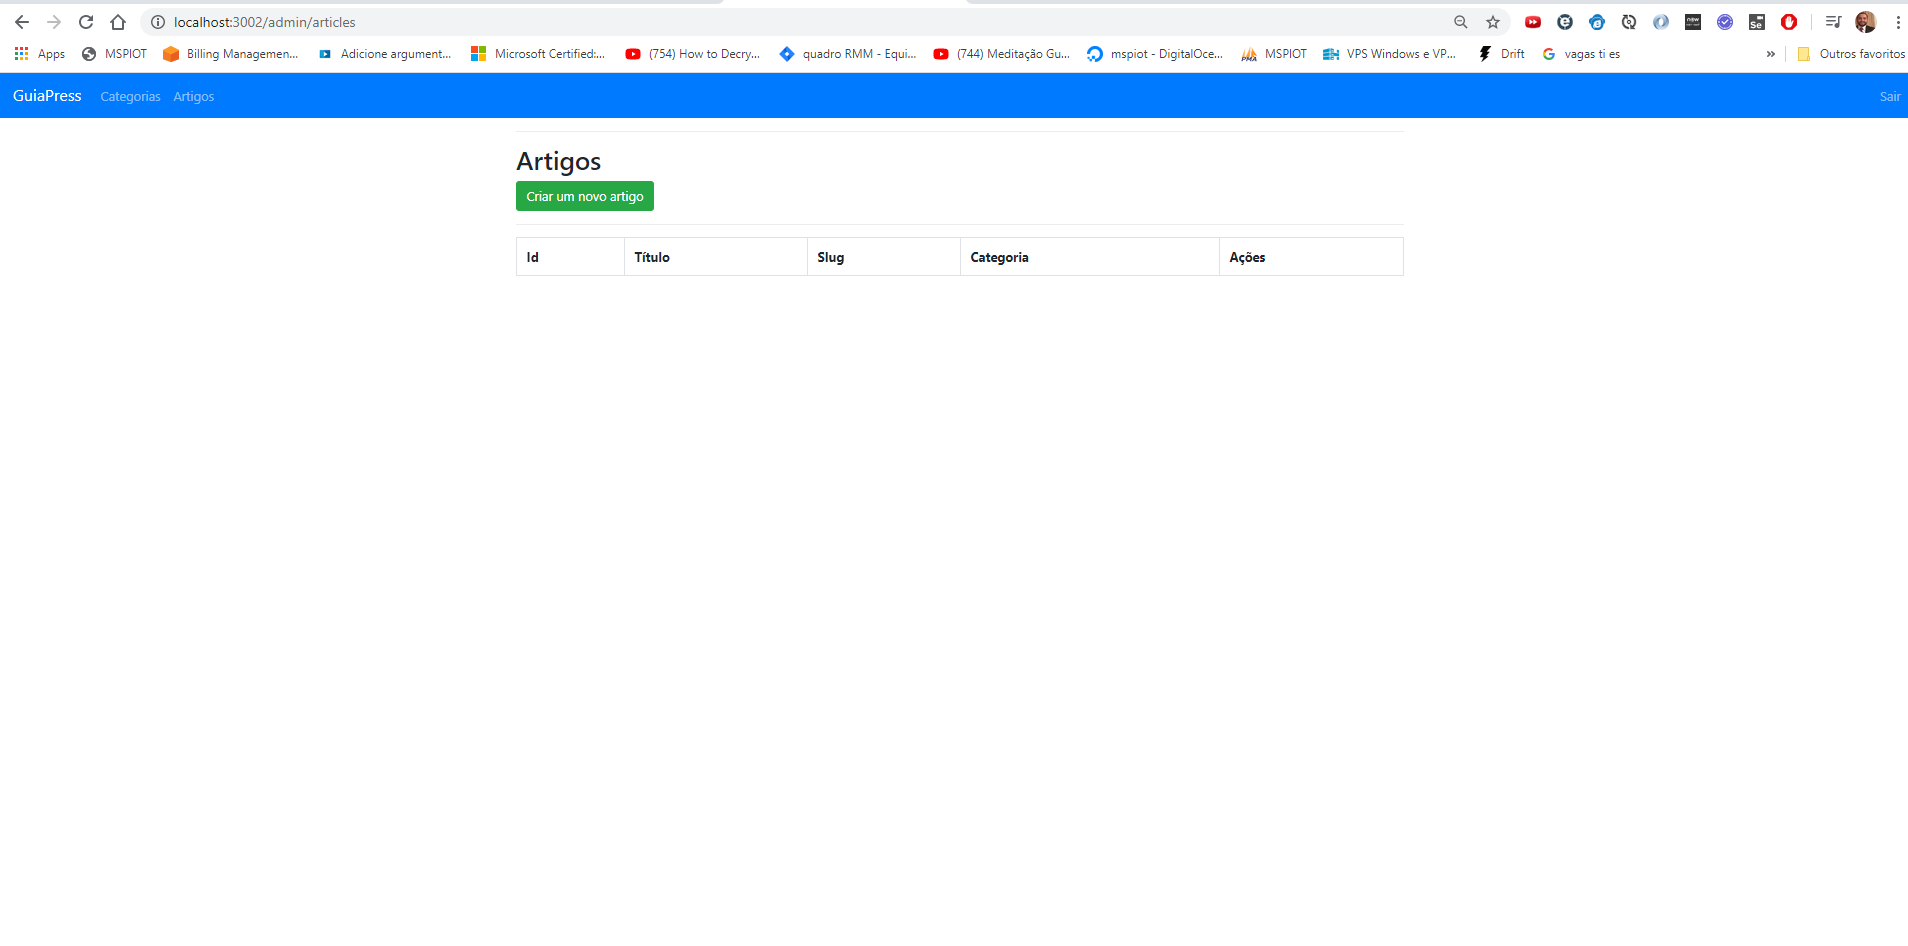 localhost:3002/admin/articles
Apps MSPIOT Billing Managemen... Adicione argument... Microsoft Certified:... (754) How to Decry... quadro RMM - Equi... (744) Meditação Gu... mspiot - DigitalOce... PMA MSPIOT VPS Windows e VP... Drift vagas ti es » Outros favoritos
GuiaPress Categorias Artigos Sair
Artigos
Criar um novo artigo
Id Título Slug Categoria Ações